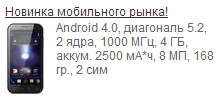 Новинка мобильного рынка!
Android 4.0, диагональ 5.2,
2 ядра, 1000 МГц, 4 ГБ,
аккум. 2500 мА*ч, 8 МП, 168
гр., 2 сим